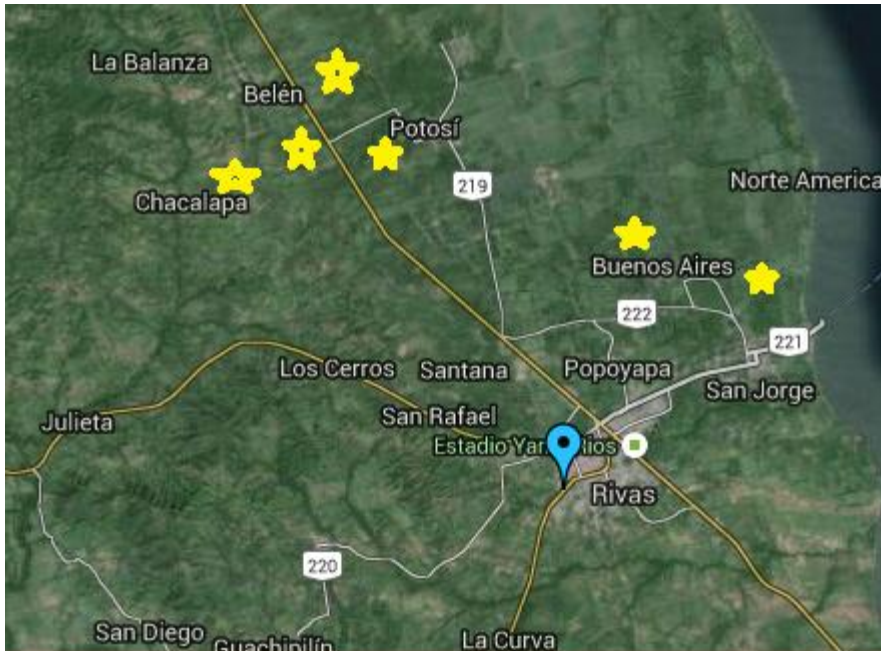 La Balanza
Belén
Potosí
219
Chacalapa
Norte America
Buenos Aires
222
221
Los Cerros
Santana
Popoyapa
San Jorge
San Rafael
Julieta
Estadio Rios
Rivas
220
San Diego
Guachipilín
La Curva